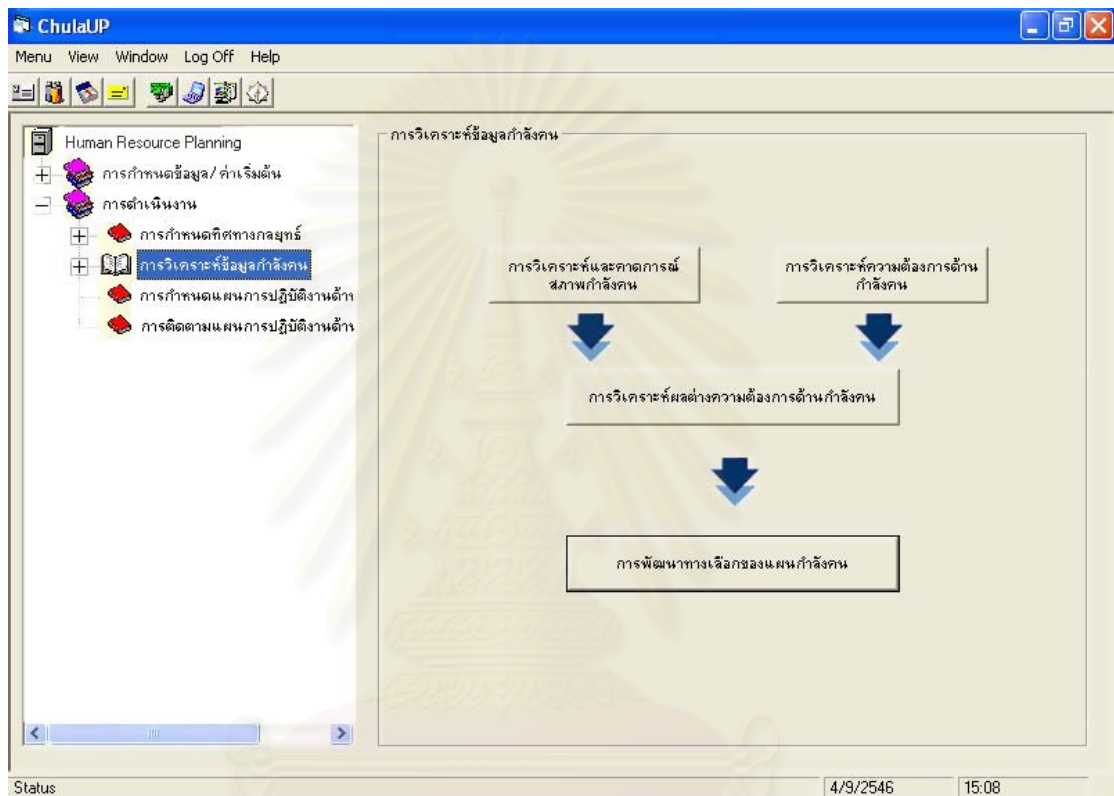 ChulaUP
Menu View Window Log Off Help
Human Resource Planning
การกำหนดข้อมูล/ค่าเริ่มต้น
การดำเนินงาน
การกำหนดทิศทางกลยุทธ์
การวิเคราะห์ข้อมูลกำลังคน
การกำหนดแผนการปฏิบัติงานด้าา
การติดตามแผนการปฏิบัติงานด้าา
การวิเคราะห์ข้อมูลกำลังคน
การวิเคราะห์และคาดการณ์
สภาพกำลังคน
การวิเคราะห์ความต้องการด้าน
กำลังคน
การวิเคราะห์ผลต่างความต้องการด้านกำลังคน
การพัฒนาทางเลือกของแผนกำลังคน
Status 4/9/2546 15:08